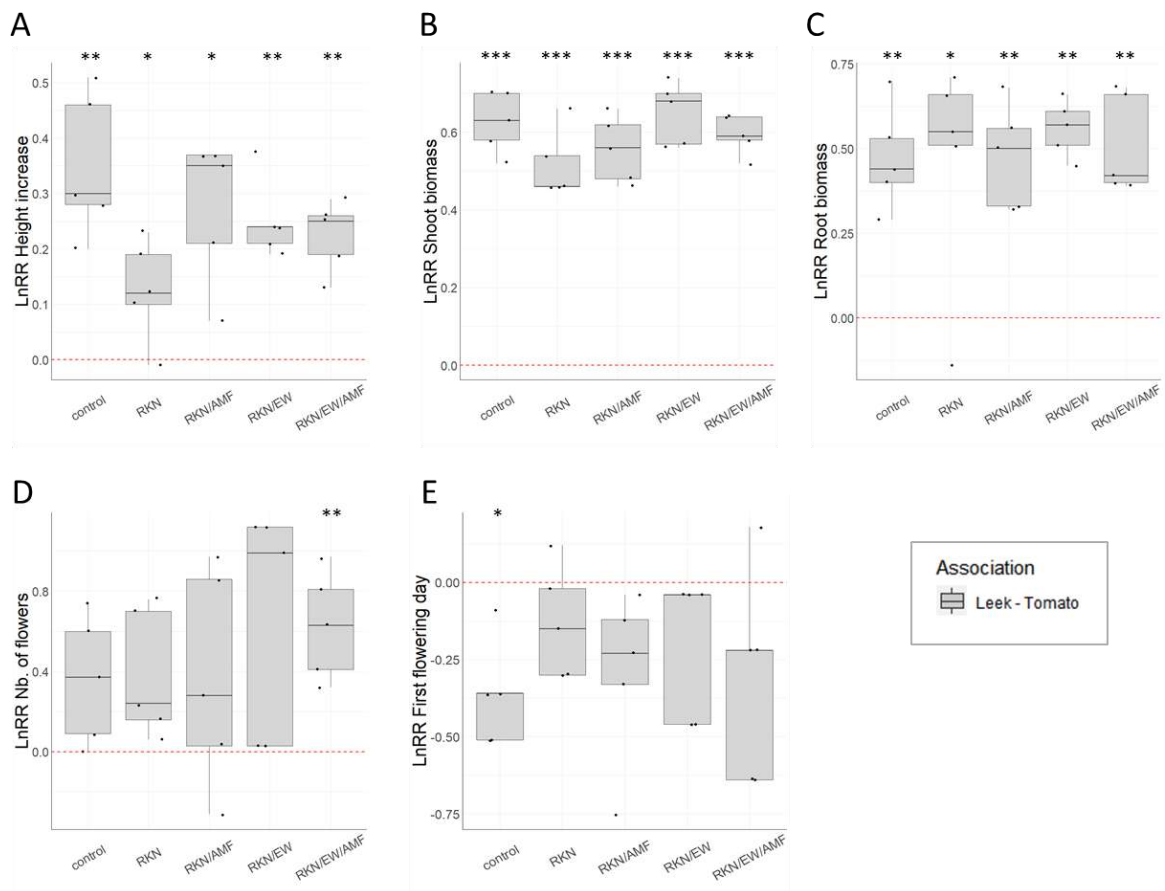 A
** * * ** **
LnRR Height increase
0.5
0.4
0.3
0.2
0.1
0.0
control RKN RKN/AMF RKN/EW RKN/EW/AMF
B
*** *** *** *** ***
LnRR Shoot biomass
0.6
0.4
0.2
0.0
control RKN RKN/AMF RKN/EW RKN/EW/AMF
C
** * ** ** **
LnRR Root biomass
0.75
0.50
0.25
0.00
control RKN RKN/AMF RKN/EW RKN/EW/AMF
D
**
LnRR Nb. of flowers
0.8
0.4
0.0
control RKN RKN/AMF RKN/EW RKN/EW/AMF
E
*
LnRR First flowering day
0.00
-0.25
-0.50
-0.75
control RKN RKN/AMF RKN/EW RKN/EW/AMF
Association
Leek - Tomato